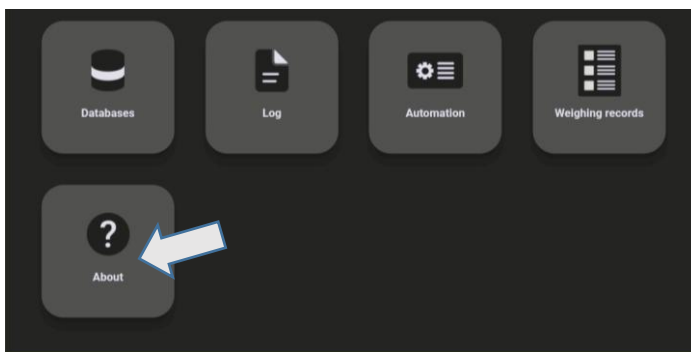 Databases
Log
Automation
Weighing records
?
About